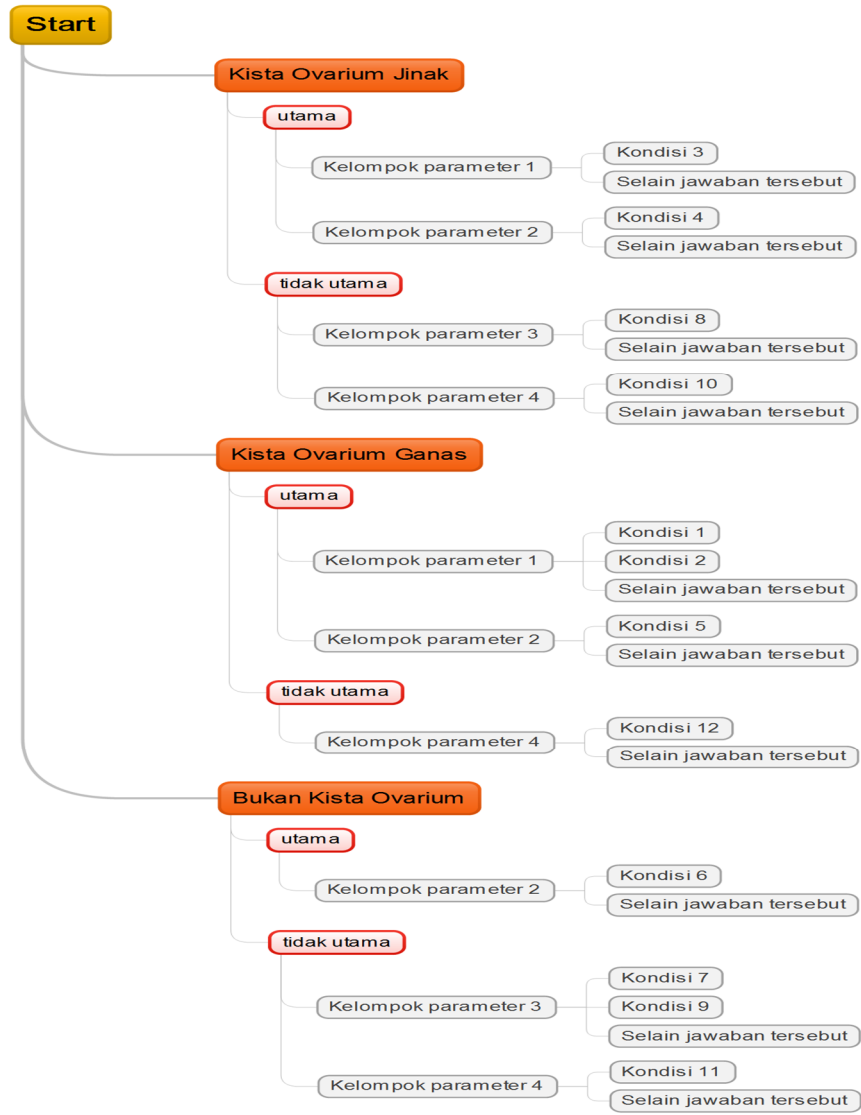 Start
Kista Ovarium Jinak
utama
Kondisi 3
Kelompok parameter 1
Selain jawaban tersebut
Kondisi 4
Kelompok parameter 2
Selain jawaban tersebut
tidak utama
Kondisi 8
Kelompok parameter 3
Selain jawaban tersebut
Kondisi 10
Kelompok parameter 4
Selain jawaban tersebut
Kista Ovarium Ganas
utama
Kondisi 1
Kelompok parameter 1
Kondisi 2
Selain jawaban tersebut
Kondisi 5
Kelompok parameter 2
Selain jawaban tersebut
tidak utama
Kondisi 12
Kelompok parameter 4
Selain jawaban tersebut
Bukan Kista Ovarium
utama
Kondisi 6
Kelompok parameter 2
Selain jawaban tersebut
tidak utama
Kondisi 7
Kelompok parameter 3
Kondisi 9
Selain jawaban tersebut
Kondisi 11
Kelompok parameter 4
Selain jawaban tersebut